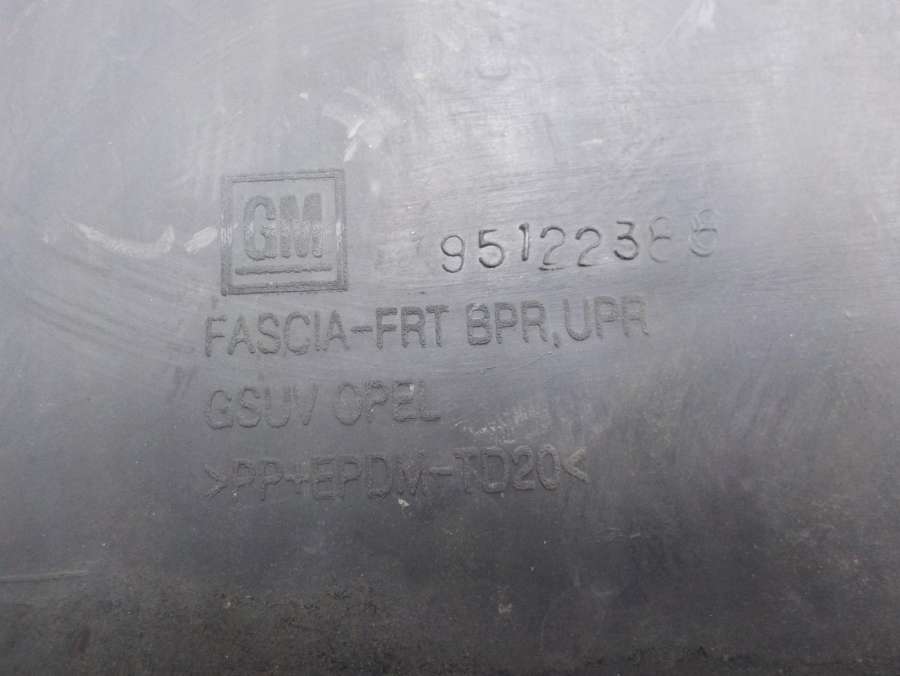 GM 95122386
FASCIA-FRT BPR,UPR
GSUV OPEL
>PP+EPDM-TD20<